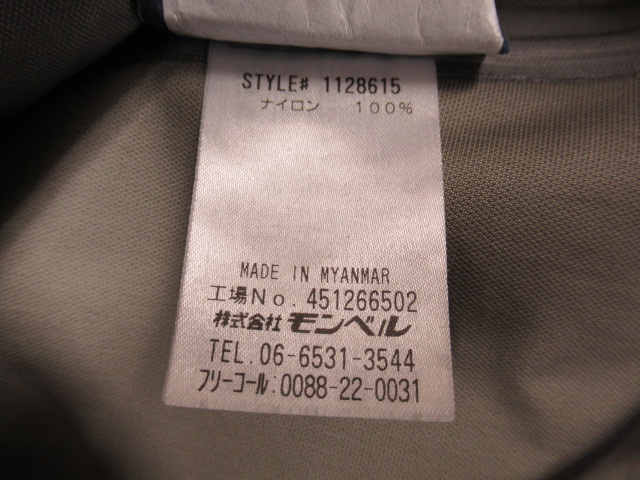 STYLE# 1128615
ナイロン 100%
MADE IN MYANMAR
工場No. 451266502
株式会社 モンベル
TEL. 06-6531-3544
フリーコール:0088-22-0031